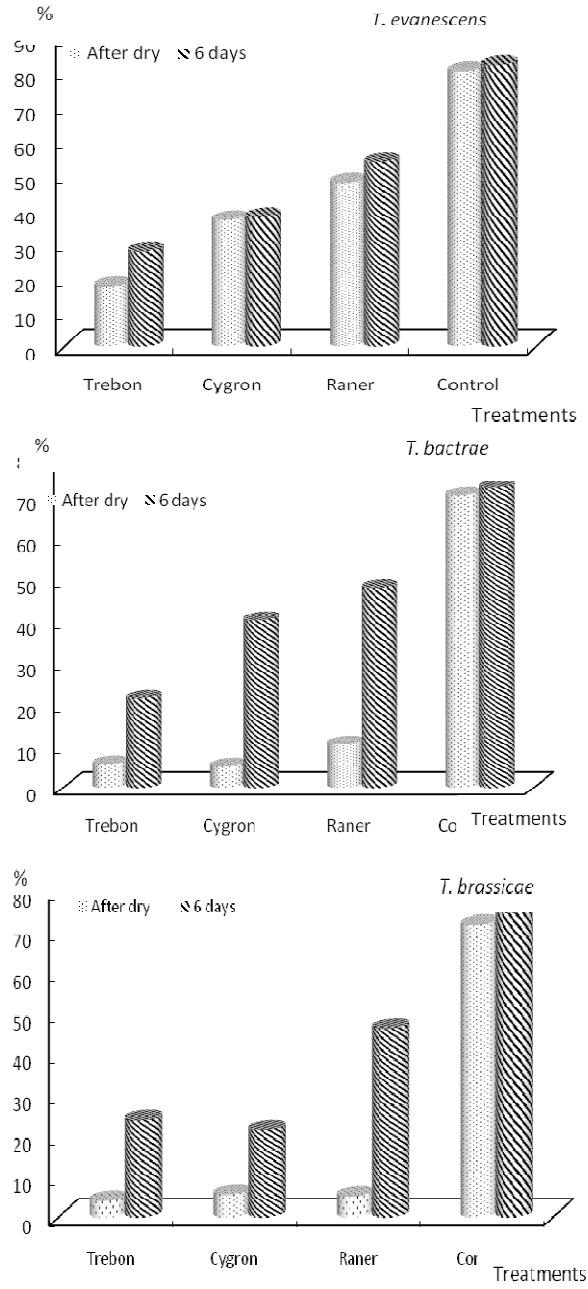 %
T. evanescens
90
After dry 6 days
80
70
60
50
40
30
20
10
0
Trebon Cygron Raner Control
Treatments
%
T. bactrae
After dry 6 days
70
60
50
40
30
20
10
0
Trebon Cygron Raner Co Treatments
%
T. brassicae
80
After dry 6 days
70
60
50
40
30
20
10
0
Trebon Cygron Raner Cor
Treatments